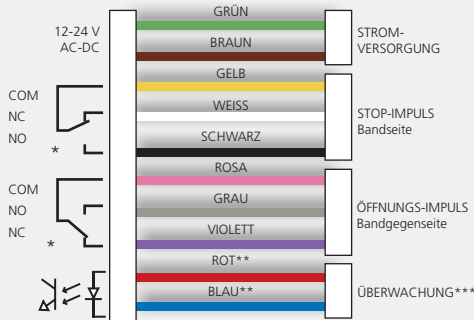 GRÜN
12-24 V
AC-DC
BRAUN
STROM-
VERSORGUNG
GELB
COM
NC
NO
*
WEISS
SCHWARZ
STOP-IMPULS
Bandseite
ROSA
COM
NO
NC
*
GRAU
VIOLETT
ÖFFNUNGS-IMPULS
Bandgegenseite
ROT**
BLAU**
ÜBERWACHUNG***